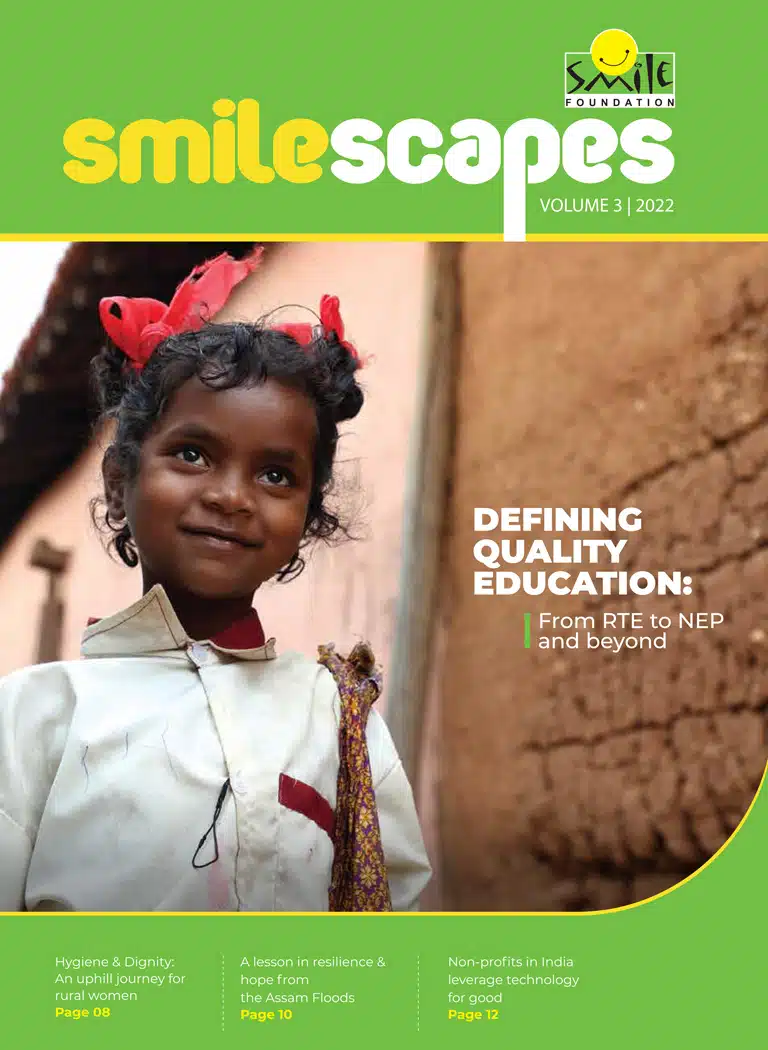 SMILE
FOUNDATION
smilescapes
VOLUME 3 | 2022
DEFINING
QUALITY
EDUCATION:
From RTE to NEP
and beyond
Hygiene & Dignity:
An uphill journey for
rural women
Page 08
A lesson in resilience &
hope from
the Assam Floods
Page 10
Non-profits in India
leverage technology
for good
Page 12